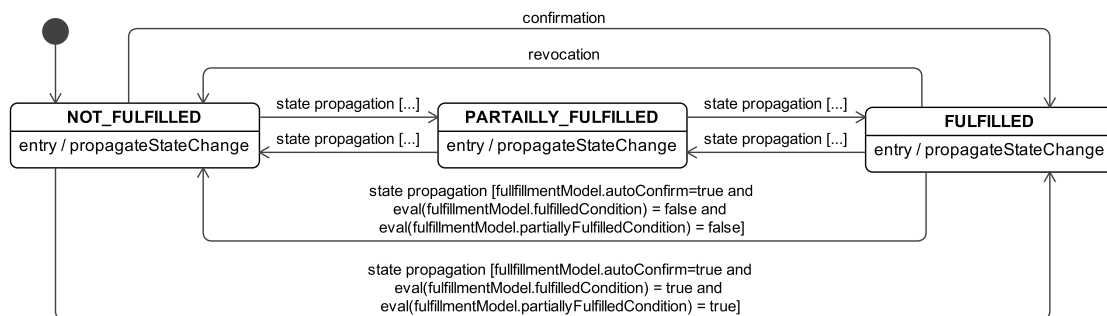 confirmation
revocation
NOT_FULFILLED
entry / propagateStateChange
state propagation [...]
state propagation [...]
PARTAILLY_FULFILLED
entry / propagateStateChange
state propagation [...]
state propagation [...]
FULFILLED
entry / propagateStateChange
state propagation [fullfillmentModel.autoConfirm=true and
eval(fulfillmentModel.fulfilledCondition) = false and
eval(fulfillmentModel.partiallyFulfilledCondition) = false]
state propagation [fullfillmentModel.autoConfirm=true and
eval(fulfillmentModel.fulfilledCondition) = true and
eval(fulfillmentModel.partiallyFulfilledCondition) = true]